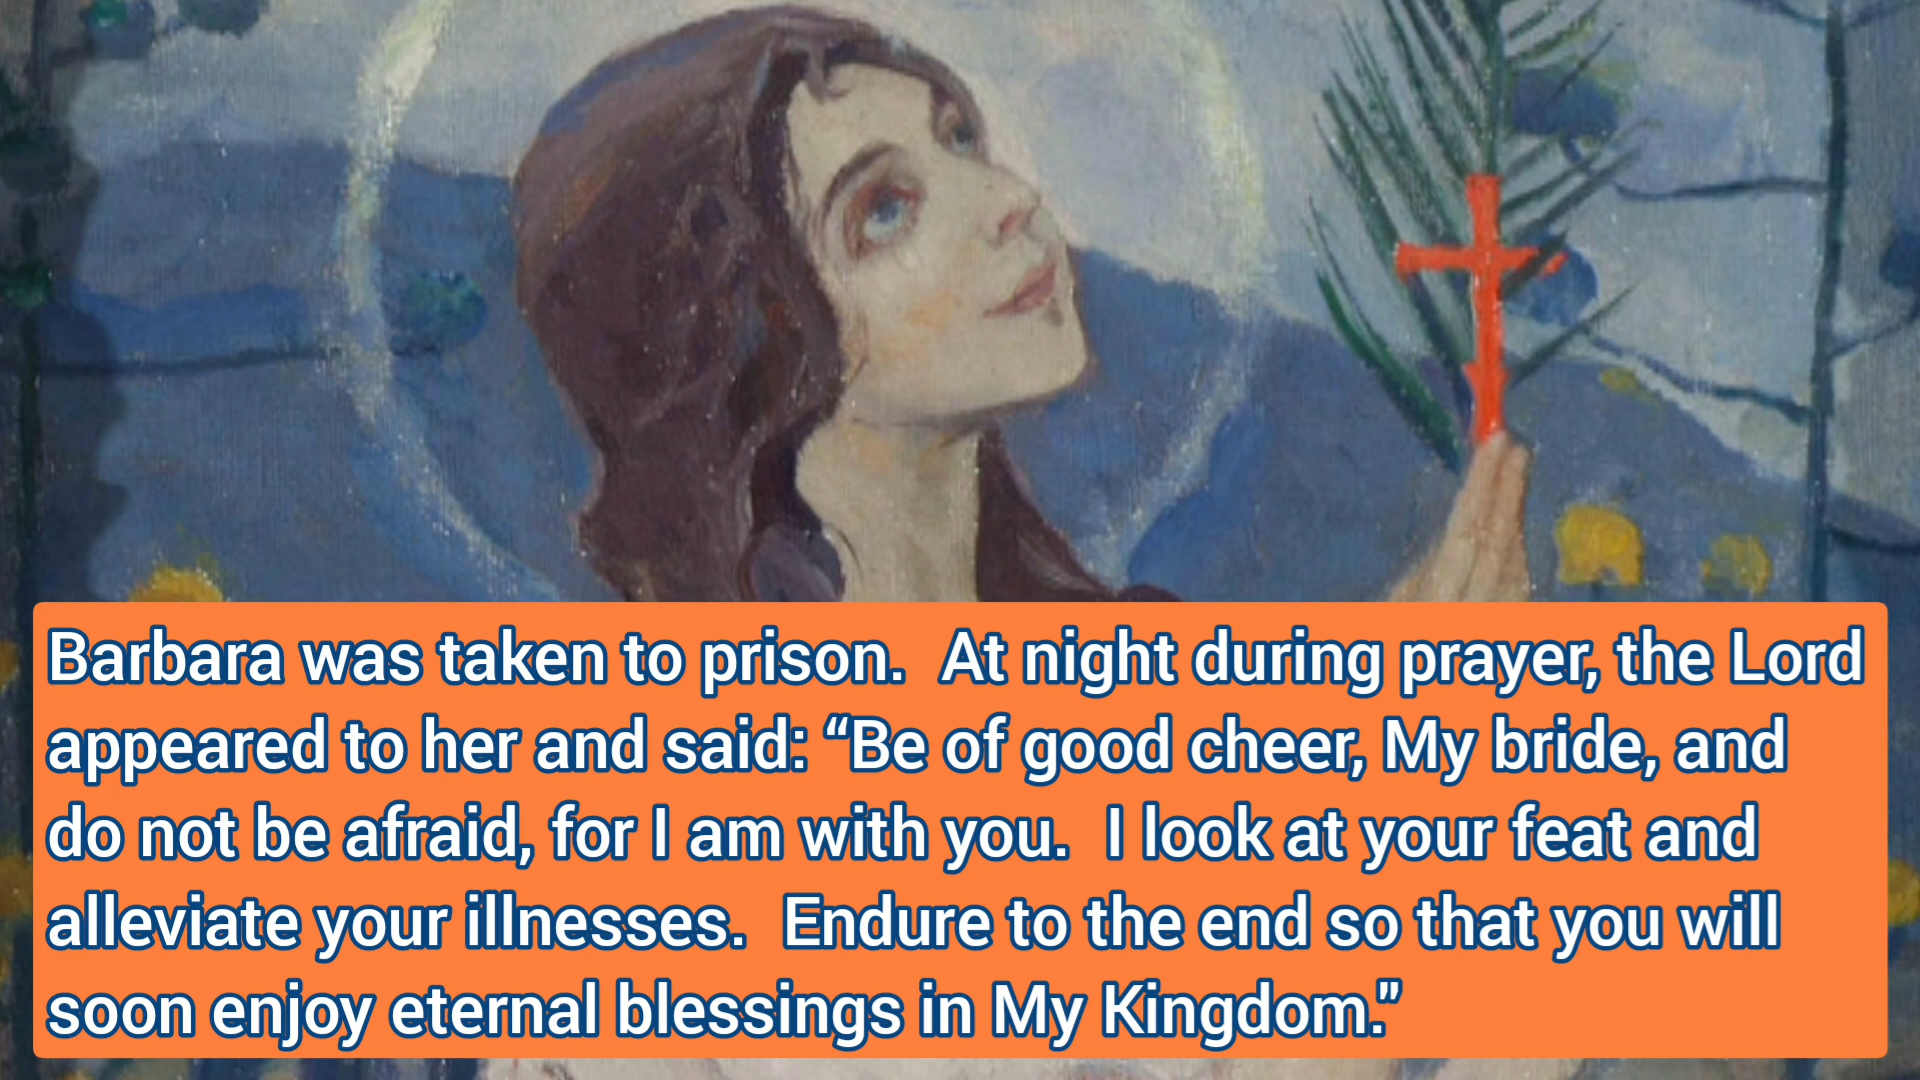 Barbara was taken to prison.  At night during prayer, the Lord
appeared to her and said: “Be of good cheer, My bride, and
do not be afraid, for I am with you.  I look at your feat and
alleviate your illnesses.  Endure to the end so that you will
soon enjoy eternal blessings in My Kingdom.”